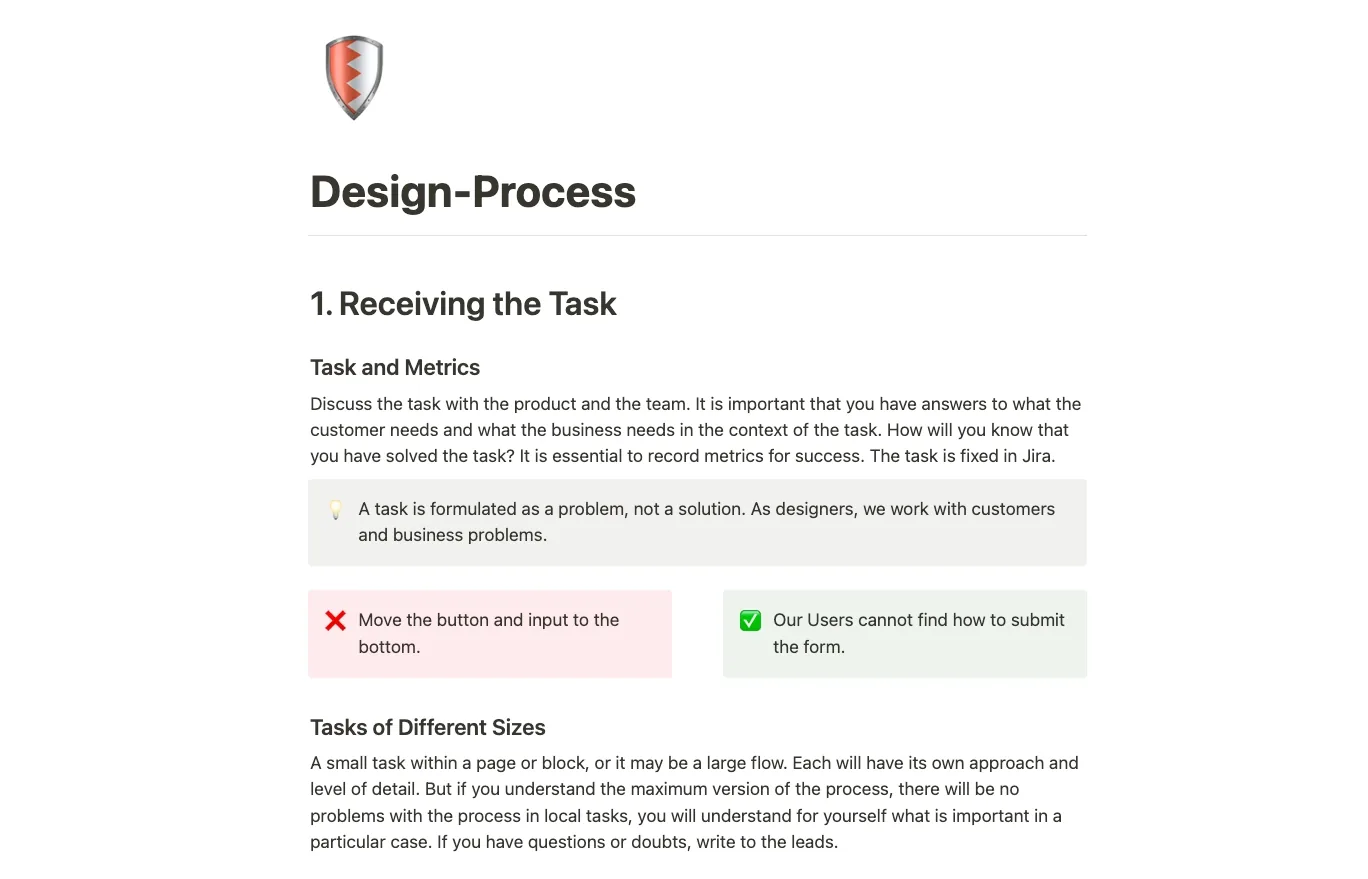 Design-Process
1. Receiving the Task
Task and Metrics
Discuss the task with the product and the team. It is important that you have answers to what the
customer needs and what the business needs in the context of the task. How will you know that
you have solved the task? It is essential to record metrics for success. The task is fixed in Jira.
A task is formulated as a problem, not a solution. As designers, we work with customers
and business problems.
Move the button and input to the
bottom.
Our Users cannot find how to submit
the form.
Tasks of Different Sizes
A small task within a page or block, or it may be a large flow. Each will have its own approach and
level of detail. But if you understand the maximum version of the process, there will be no
problems with the process in local tasks, you will understand for yourself what is important in a
particular case. If you have questions or doubts, write to the leads.